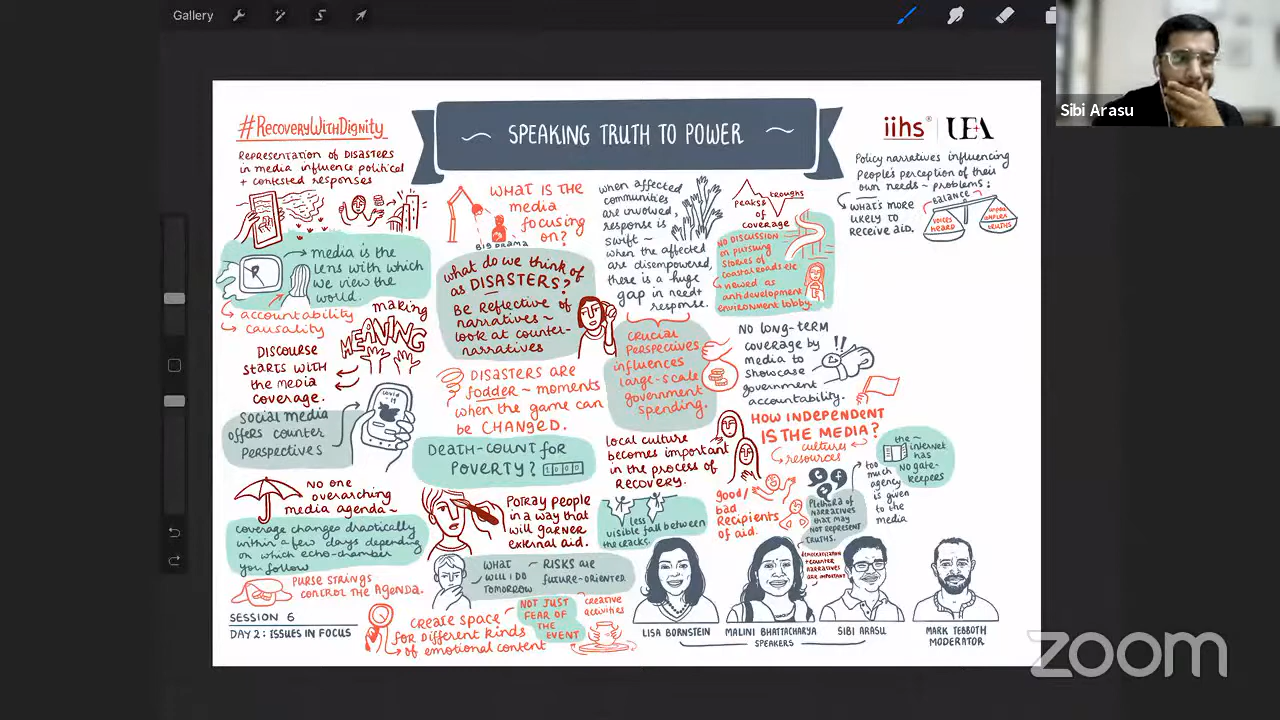 Gallery
Sibi Arasu
#RecoveryWithDignity
SPEAKING TRUTH TO POWER
iihs
UEA
Representation of Disasters
in media influence political
+ contested responses
media is the
lens with which
we view the
world.
accountability
causality
making
MEANING
DISCOURSE
STARTS WITH
the media
coverage.
Social media
offers counter
perspectives
covid
19
No one
overarching
media agenda~
coverage changes drastically
within a few days depending
on which echo-chamber
you follow
PURSE STRINGS
CONTROL THE AGENDA.
SESSION 6
DAY 2: ISSUES IN FOCUS
WHAT IS THE
media
focusing
on?
BIG DRAMA
what do we think of
as DISASTERS?
Be reflective of
narratives~
look at counter-
narratives
DISASTERS ARE
fodder~ moments
when the game can
be CHANGED.
DEATH-COUNT for
POVERTY?
Potray people
in a way that
will garner
external aid.
WHAT
WILL I DO
TOMORROW
RISKS are
future-oriented
NOT JUST
FEAR OF
THE
EVENT
CREATIVE
ACTIVITIES
CREATE SPACE
for different kinds
of emotional content
when affected
communities
are involved,
response is
swift~
when the affected
are disempowered,
there is a huge
gap in need &
response.
CRUCIAL
Perspectives
influences
large-scale
government
spending.
Local culture
becomes important
in the process of
RECOVERY.
less
visible fall between
the cracks.
Peaks &
troughs
of
coverage
NO DISCUSSION
on pursuing
stories of
coastal roads etc
viewed as
antidevelopment
environment lobby.
NO LONG-TERM
coverage by
media to
showcase
government
accountability.
HOW INDEPENDENT
IS THE MEDIA?
cultures
resources
good/
bad
Recipients
of aid.
Plethora of
narratives
that may
not represent
TRUTHS.
too
much
agency
is given
to the
media
the
internet
has
No gate-
keepers
democratization
+ counter
narratives
are important
Policy narratives influencing
People's perception of their
own needs~ problems:
what's more
likely to
receive aid.
BALANCE
VOICES
HEARD
TRUTHS
LISA BORNSTEIN
MALINI BHATTACHARYA
SIBI ARASU
SPEAKERS
MARK TEBBOTH
MODERATOR
zoom